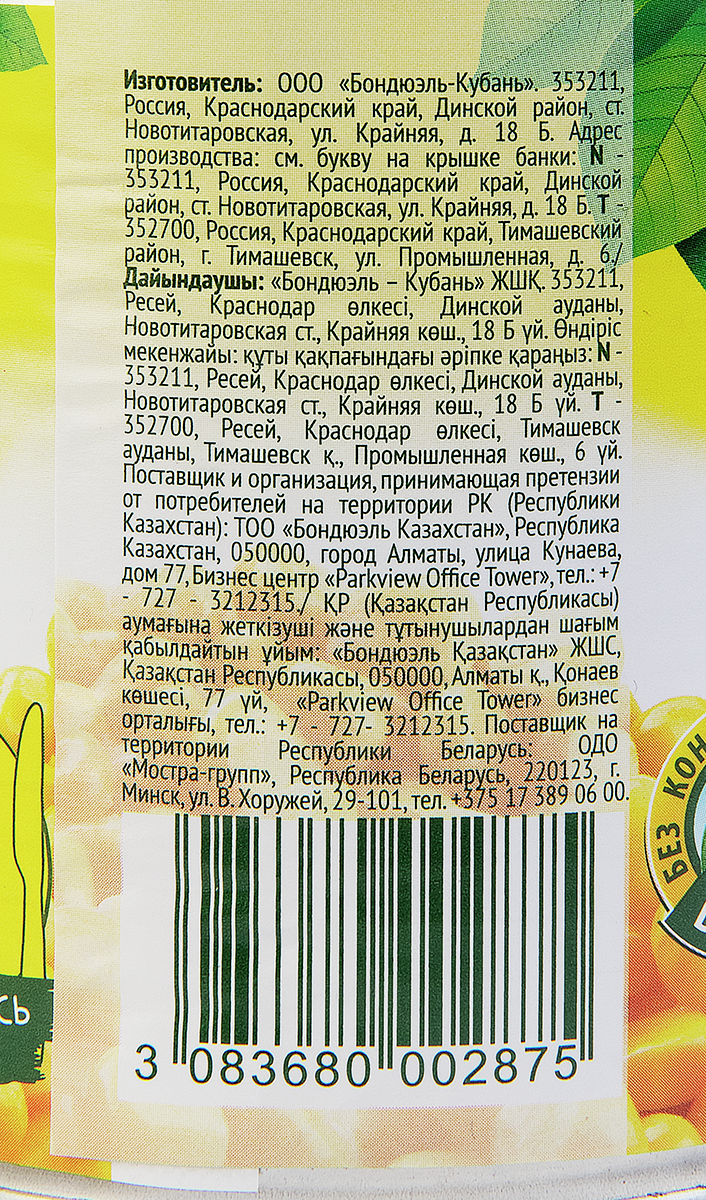 Изготовитель: ООО «Бондюэль-Кубань». 353211,
Россия, Краснодарский край, Динской район, ст.
Новотитаровская, ул. Крайняя, д. 18 Б. Адрес
производства: см. букву на крышке банки: N -
353211, Россия, Краснодарский край, Динской
район, ст. Новотитаровская, ул. Крайняя, д. 18 Б. Т -
352700, Россия, Краснодарский край, Тимашевский
район, г. Тимашевск, ул. Промышленная, д. 6./
Дайындаушы: «Бондюэль – Кубань» ЖШҚ. 353211,
Ресей, Краснодар өлкесі, Динской ауданы,
Новотитаровская ст., Крайняя көш., 18 Б үй. Өндіріс
мекенжайы: құты қақпағындағы әріпке қараңыз: N -
353211, Ресей, Краснодар өлкесі, Динской ауданы,
Новотитаровская ст., Крайняя көш., 18 Б үй. Т -
352700, Ресей, Краснодар өлкесі, Тимашевск
ауданы, Тимашевск қ., Промышленная көш., 6 үй.
Поставщик и организация, принимающая претензии
от потребителей на территории РК (Республики
Казахстан): ТОО «Бондюэль Казахстан», Республика
Казахстан, 050000, город Алматы, улица Кунаева,
дом 77, Бизнес центр «Parkview Office Tower», тел.: +7
- 727 - 3212315./ ҚР (Қазақстан Республикасы)
аумағына жеткізуші және тұтынушылардан шағым
қабылдайтын ұйым: «Бондюэль Қазақстан» ЖШС,
Қазақстан Республикасы, 050000, Алматы қ., Қонаев
көшесі, 77 үй, «Parkview Office Tower» бизнес
орталығы, тел.: +7 - 727- 3212315. Поставщик на
территории Республики Беларусь: ОДО
«Мостра-групп», Республика Беларусь, 220123, г.
Минск, ул. В. Хоружей, 29-101, тел. +375 17 389 06 00.
БЕЗ КОН
СЬ
3 083680 002875